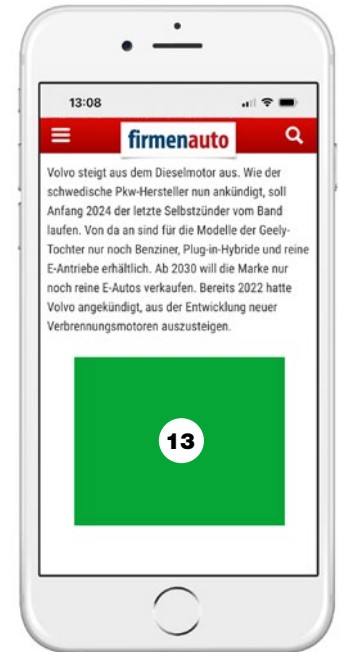 13:08
firmenauto
Volvo steigt aus dem Dieselmotor aus. Wie der
schwedische Pkw-Hersteller nun ankündigt, soll
Anfang 2024 der letzte Selbstzünder vom Band
laufen. Von da an sind für die Modelle der Geely-
Tochter nur noch Benziner, Plug-in-Hybride und reine
E-Antriebe erhältlich. Ab 2030 will die Marke nur
noch reine E-Autos verkaufen. Bereits 2022 hatte
Volvo angekündigt, aus der Entwicklung neuer
Verbrennungsmotoren auszusteigen.
13